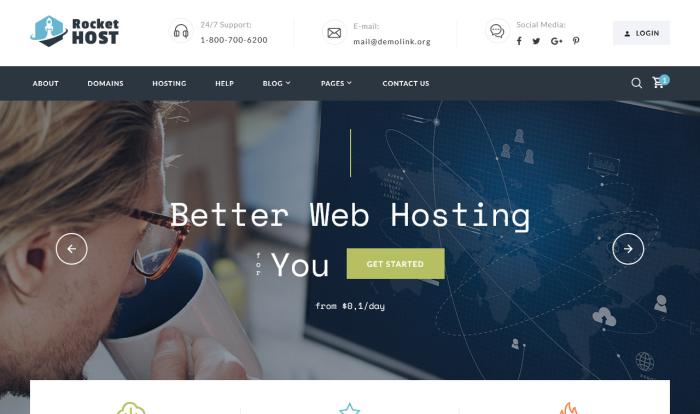 Rocket
HOST
24/7 Support:
1-800-700-6200
E-mail:
mail@demolink.org
Social Media:
LOGIN
ABOUT
DOMAINS
HOSTING
HELP
BLOG
PAGES
CONTACT US
1
Better Web Hosting
for You
GET STARTED
from $0,1/day